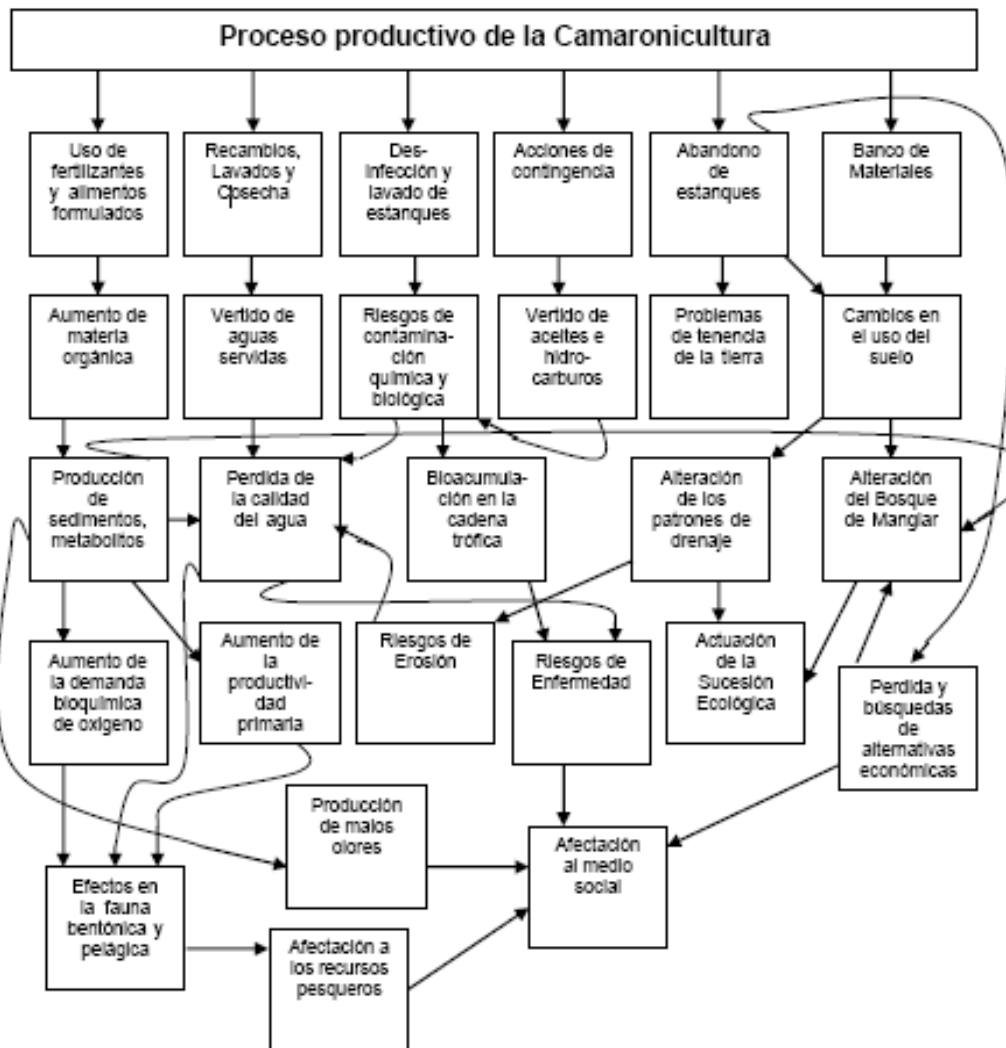 Proceso productivo de la Camaronicultura
Uso de
fertilizantes
y alimentos
formulados
Recambios,
Lavados y
Cosecha
Des-
infección y
lavado de
estanques
Acciones de
contingencia
Abandono
de
estanques
Banco de
Materiales
Aumento de
materia
orgánica
Vertido de
aguas
servidas
Riesgos de
contamina-
ción
química y
biológica
Vertido de
aceites e
hidro-
carburos
Problemas
de tenencia
de la tierra
Cambios en
el uso del
suelo
Producción
de
sedimentos,
metabolitos
Perdida de
la calidad
del agua
Bioacumula-
ción en la
cadena
trófica
Alteración
de los
patrones de
drenaje
Alteración
del Bosque
de Manglar
Aumento de
la demanda
bioquímica
de oxigeno
Aumento de
la
productivi-
dad
primaria
Riesgos de
Erosión
Riesgos de
Enfermedad
Actuación
de la
Sucesión
Ecológica
Perdida y
búsquedas
de
alternativas
económicas
Producción
de malos
olores
Afectación
al medio
social
Efectos en
la fauna
bentónica y
pelágica
Afectación a
los recursos
pesqueros